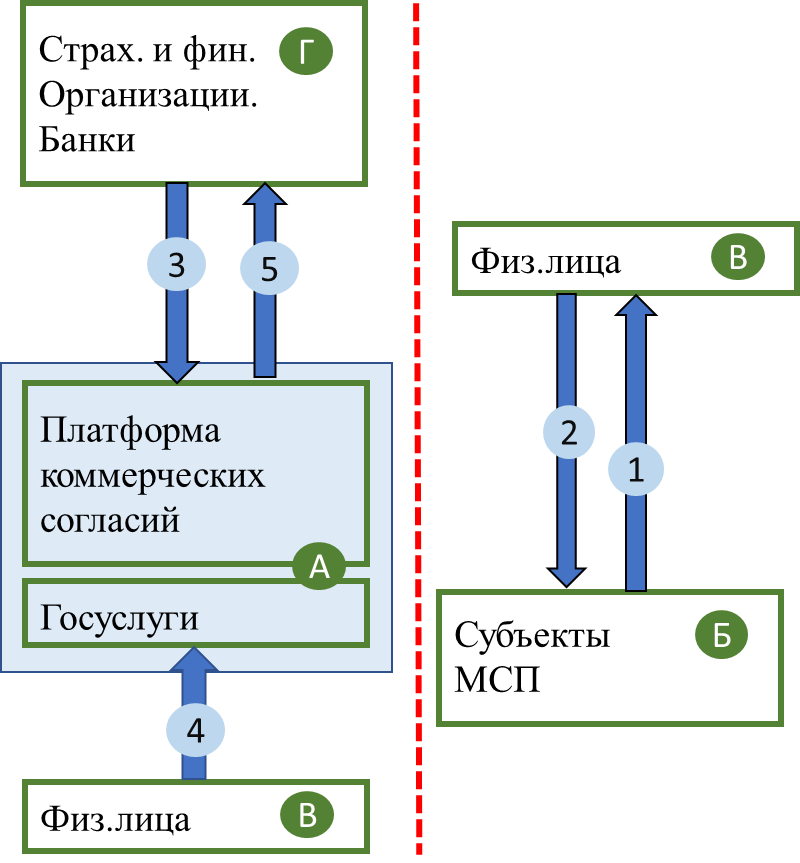 Страх. и фин.
Г
Организации.
Банки
3
5
Платформа
коммерческих
согласий
А
Госуслуги
4
Физ.лица
В
Физ.лица
В
2
1
Субъекты
Б
МСП